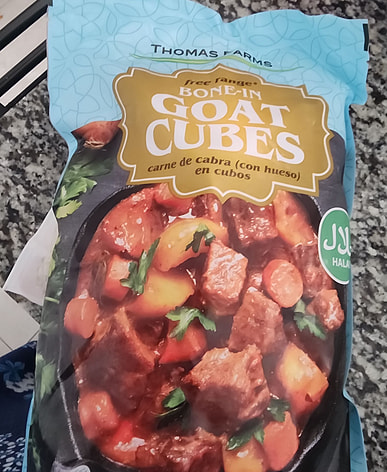 THOMAS FARMS
free range*
BONE-IN
GOAT
CUBES
carne de cabra (con hueso)
en cubos
حلال
HALAL